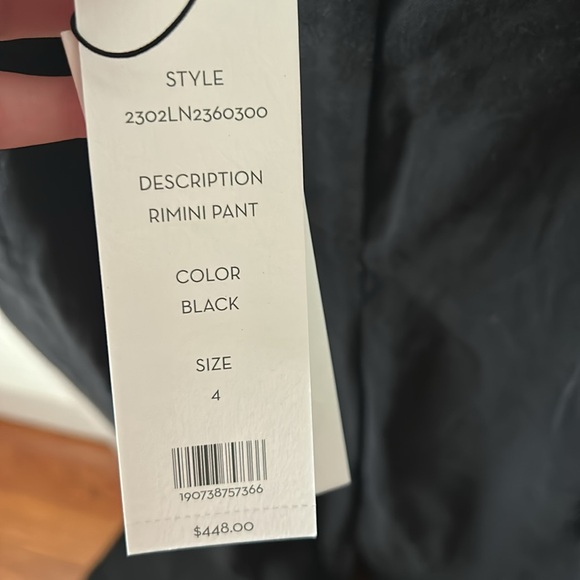 STYLE
2302LN2360300
DESCRIPTION
RIMINI PANT
COLOR
BLACK
SIZE
4
190738757366
$448.00